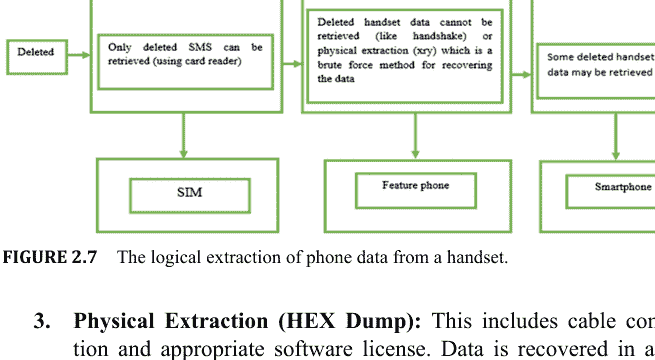 Deleted
Only deleted SMS can be
retrieved (using card reader)
Deleted handset data cannot be
retrieved (like handshake) or
physical extraction (xry) which is a
brute force method for recovering
the data
Some deleted handset
data may be retrieved
SIM
Feature phone
Smartphone
FIGURE 2.7 The logical extraction of phone data from a handset.
3. Physical Extraction (HEX Dump): This includes cable con
tion and appropriate software license. Data is recovered in a